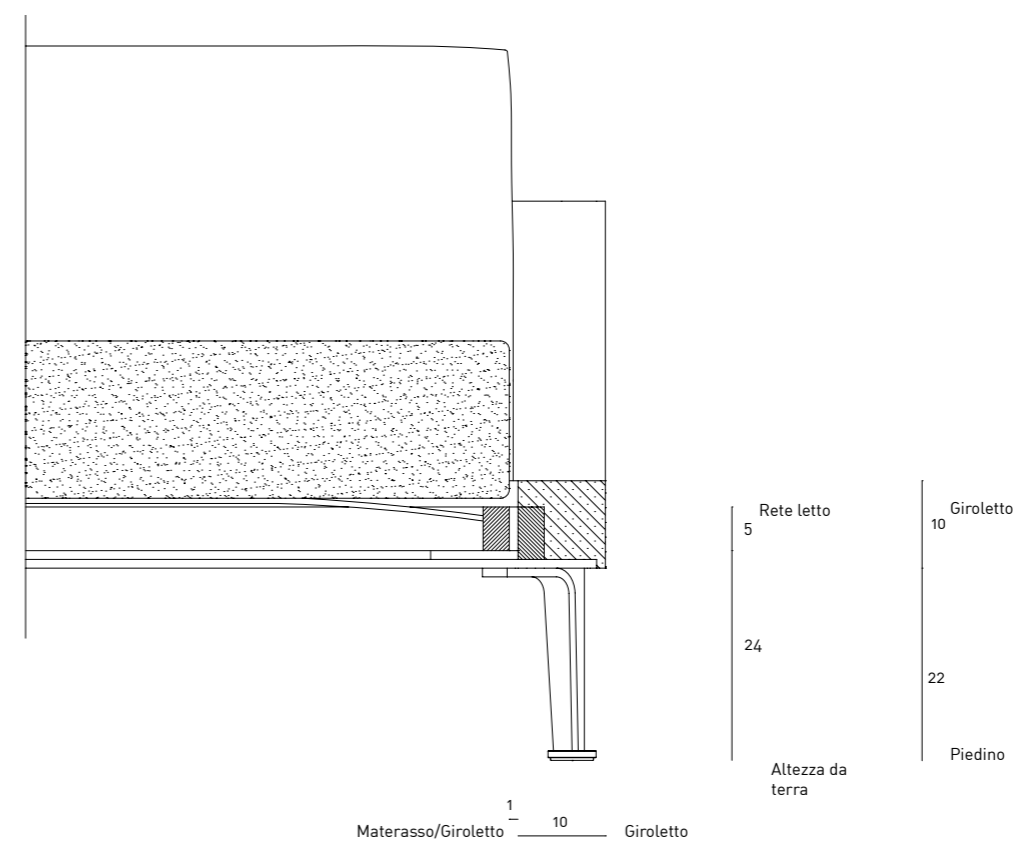 Rete letto
5
24
Altezza da
terra
Giroletto
10
22
Piedino
1
Materasso/Giroletto
10
Giroletto